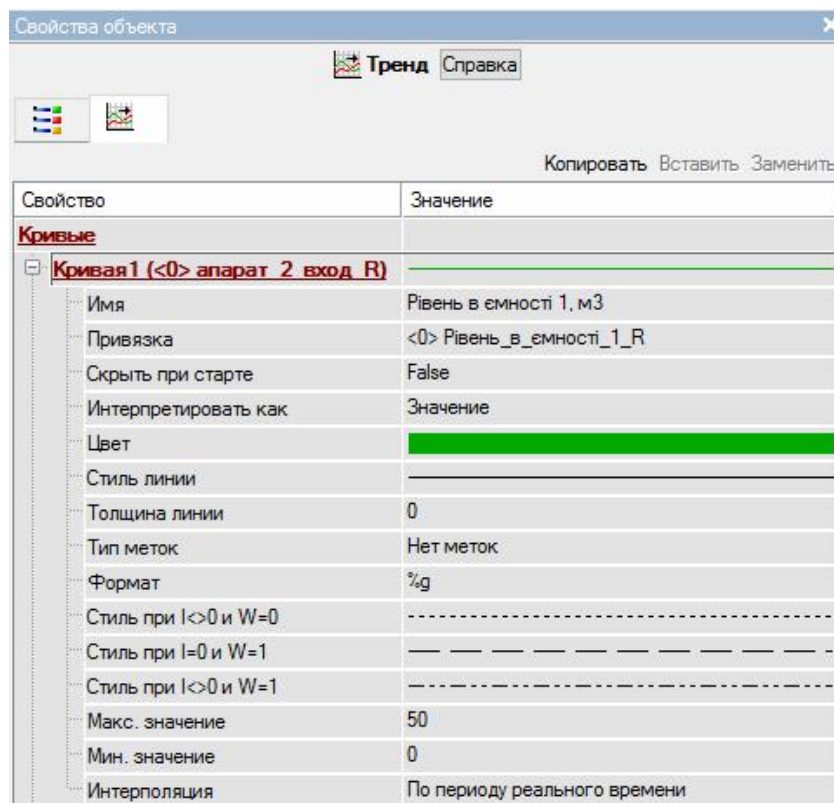 Свойства объекта
Тренд Справка
Копировать Вставить Заменить
Свойство Значение
Кривые
Кривая1 (<0> апарат_2_вход_R)
Имя Рівень в ємності 1, м3
Привязка <0> Рівень_в_ємності_1_R
Скрыть при старте False
Интерпретировать как Значение
Цвет
Стиль линии
Толщина линии 0
Тип меток Нет меток
Формат %g
Стиль при I<>0 и W=0
Стиль при I=0 и W=1
Стиль при I<>0 и W=1
Макс. значение 50
Мин. значение 0
Интерполяция По периоду реального времени